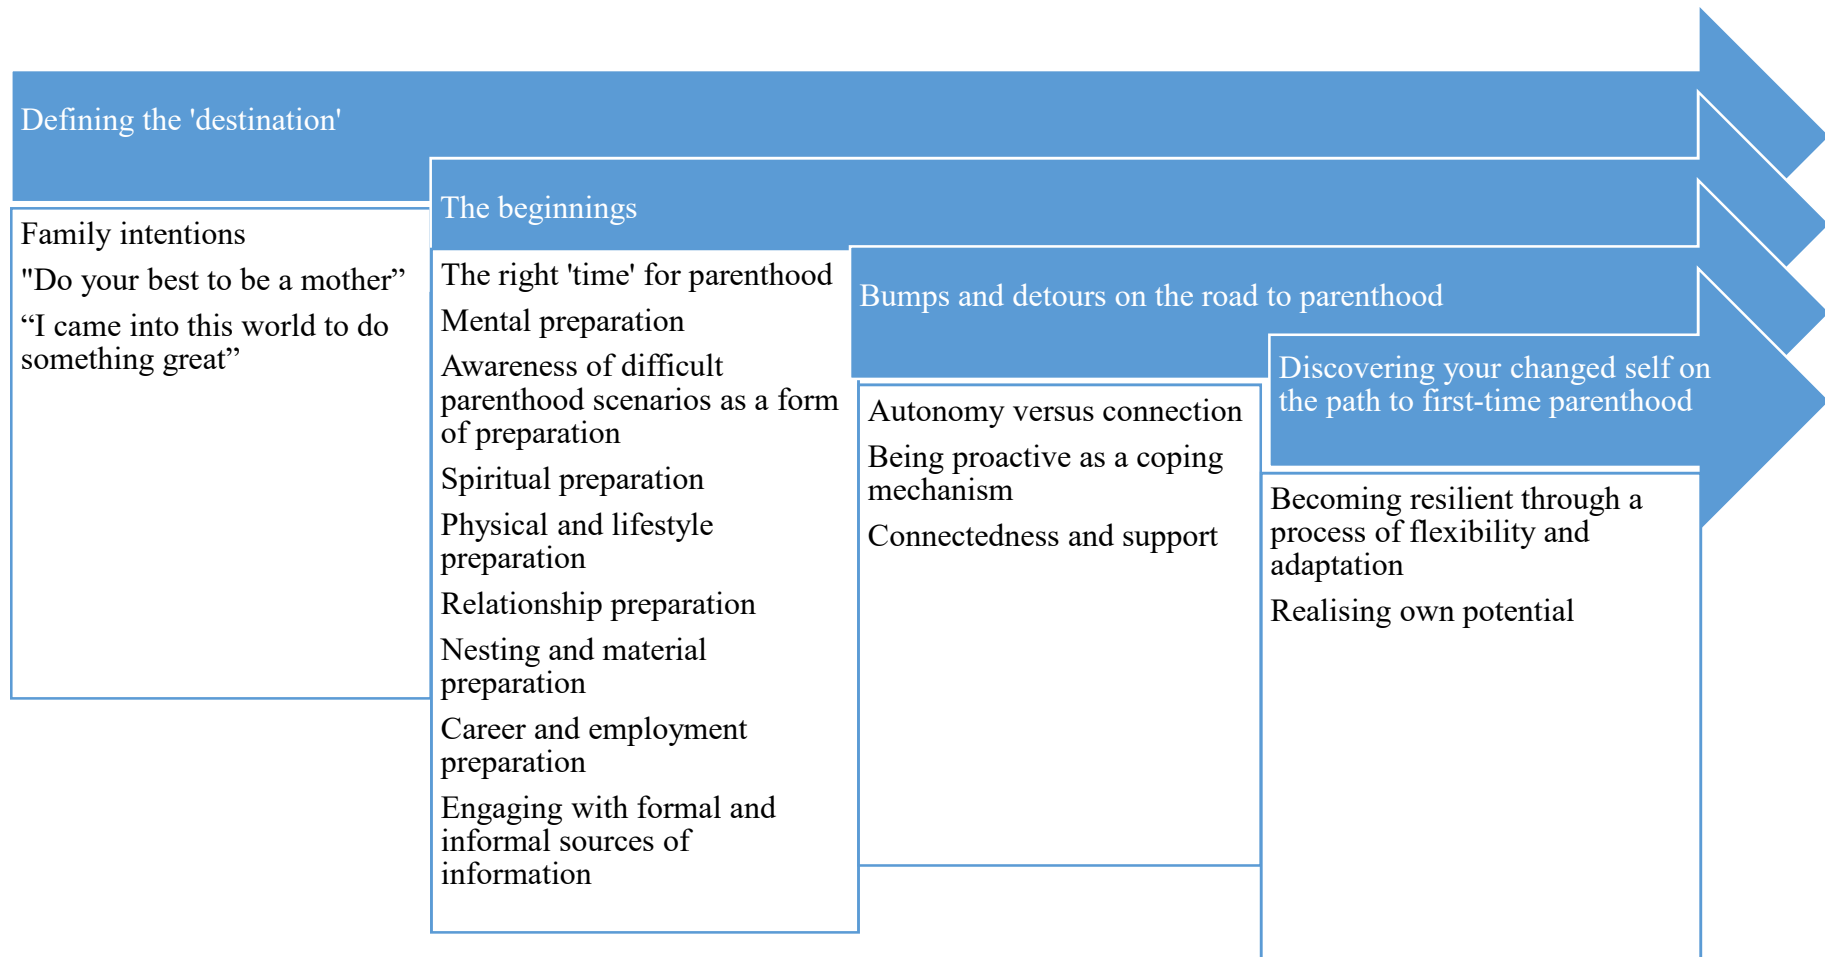 Defining the 'destination'
Family intentions
"Do your best to be a mother”
“I came into this world to do
something great”
The beginnings
The right 'time' for parenthood
Mental preparation
Awareness of difficult
parenthood scenarios as a form
of preparation
Spiritual preparation
Physical and lifestyle
preparation
Relationship preparation
Nesting and material
preparation
Career and employment
preparation
Engaging with formal and
informal sources of
information
Bumps and detours on the road to parenthood
Autonomy versus connection
Being proactive as a coping
mechanism
Connectedness and support
Discovering your changed self on
the path to first-time parenthood
Becoming resilient through a
process of flexibility and
adaptation
Realising own potential